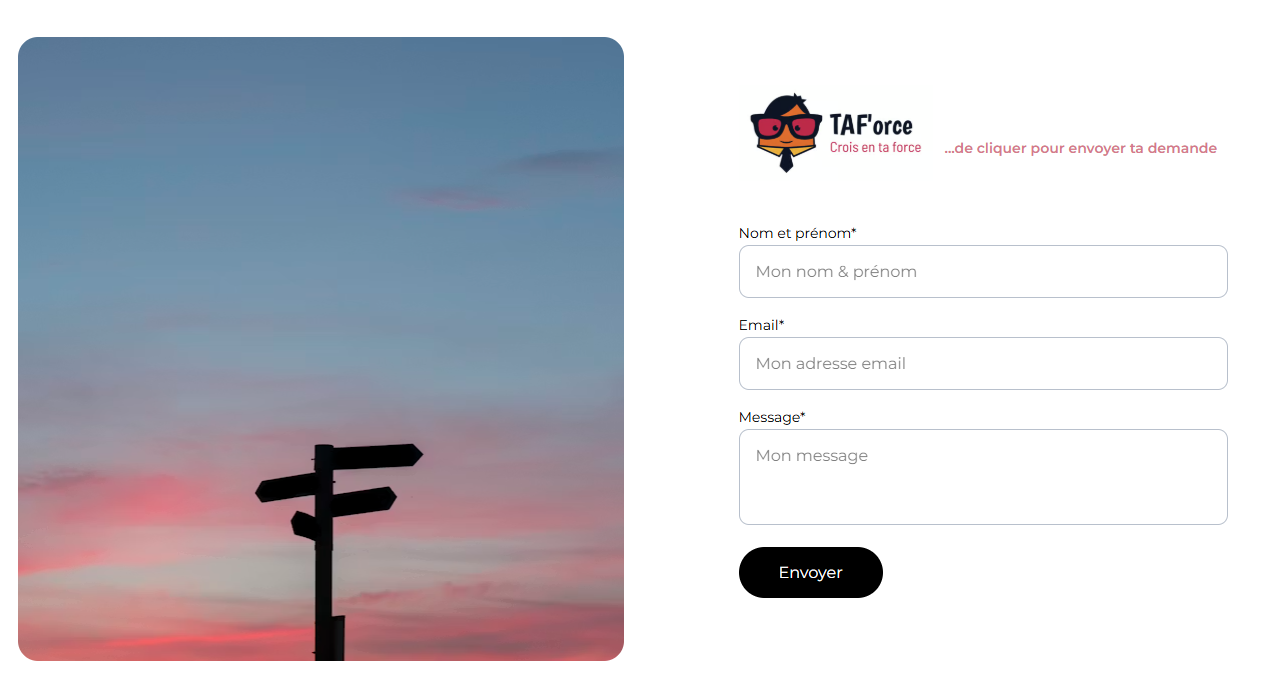 TAF'orce
Crois en ta force
...de cliquer pour envoyer ta demande
Nom et prénom*
Mon nom & prénom
Email*
Mon adresse email
Message*
Mon message
Envoyer